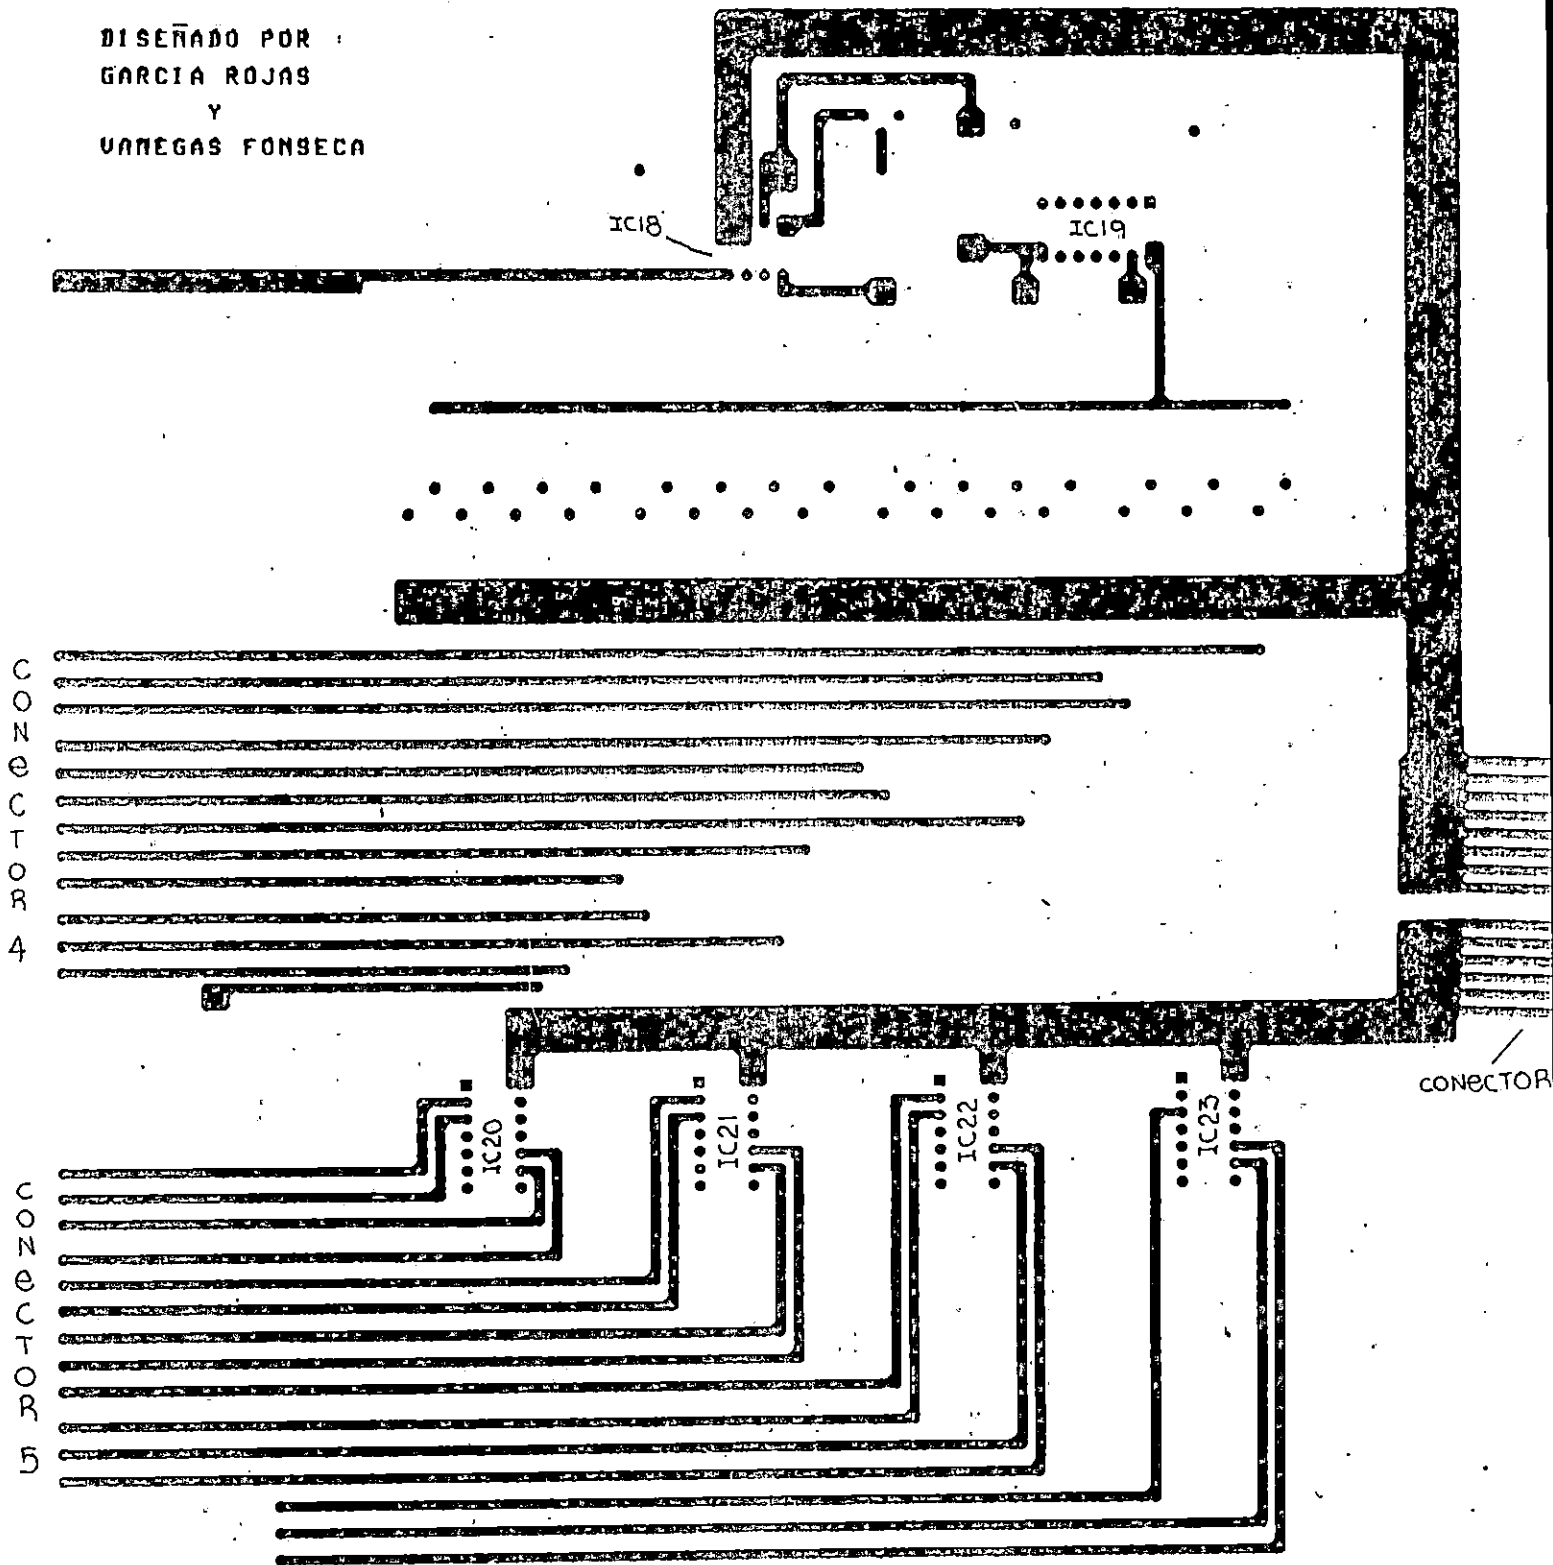 DISEÑADO POR :
GARCIA ROJAS
Y
VANEGAS FONSECA
IC18
IC19
CONeCTOR 4
CONeCTOR
IC20
IC21
IC22
IC23
CONeCTOR 5